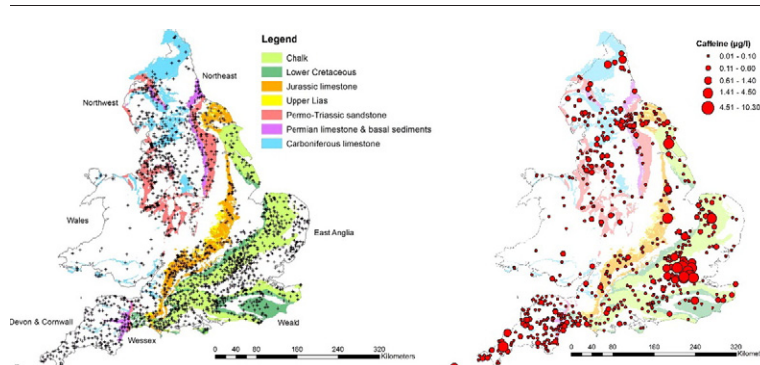 Legend
Chalk
Lower Cretaceous
Jurassic limestone
Upper Lias
Permo-Triassic sandstone
Permian limestone & basal sediments
Carboniferous limestone
Northeast
Northwest
Wales
East Anglia
Devon & Cornwall
Wessex
Weald
0 40 80 160 240 320
Kilometers
Caffeine (µg/l)
0.01 - 0.10
0.11 - 0.60
0.61 - 1.40
1.41 - 4.50
4.51 - 10.30
0 20 40 80 120 160
Kilomet